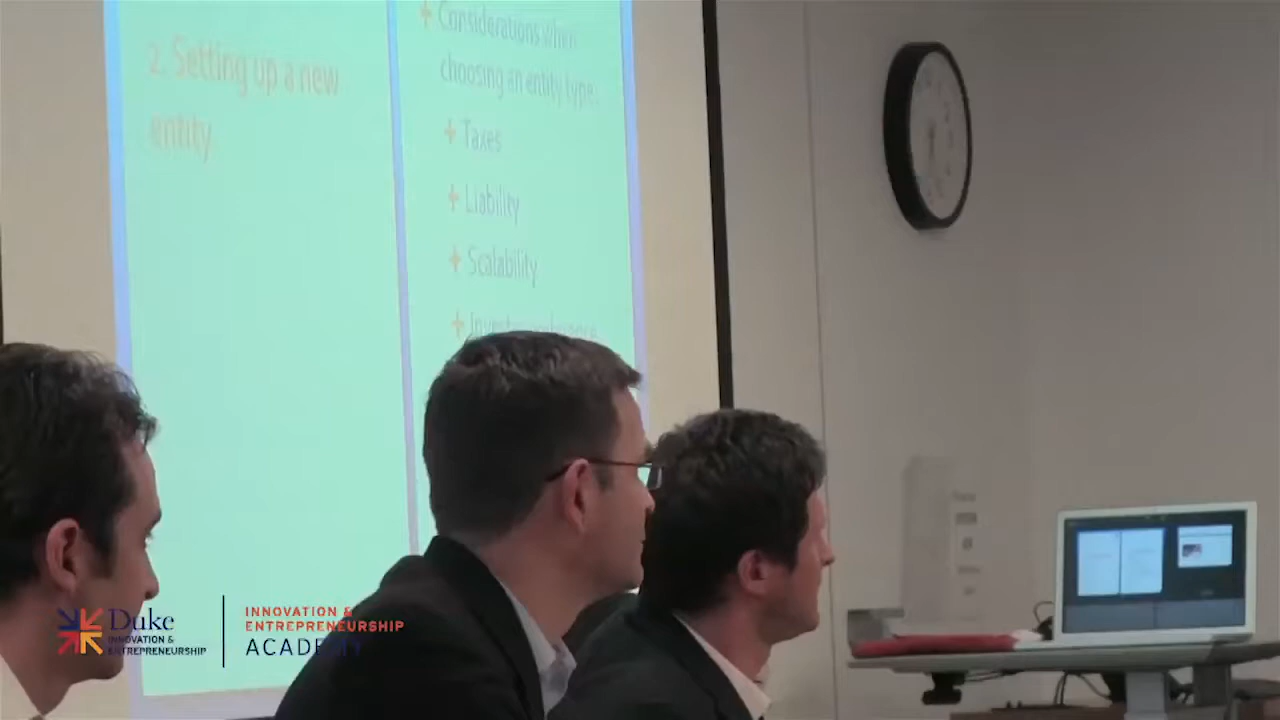 2. Setting up a new
entity.
+ Considerations when
choosing an entity type.
+ Taxes
+ Liability
+ Scalability
+
Duke
INNOVATION &
ENTREPRENEURSHIP
INNOVATION &
ENTREPRENEURSHIP
ACADEMY